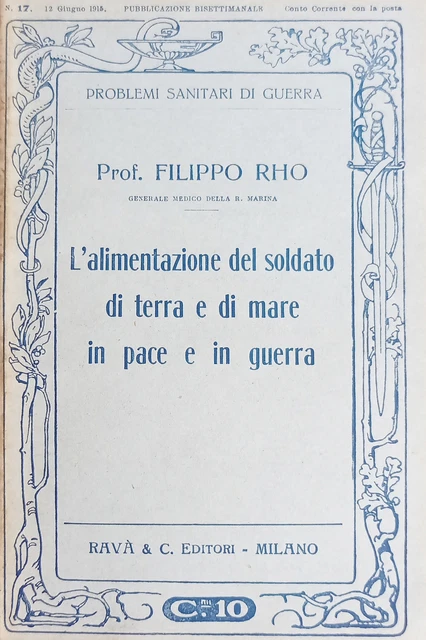 N. 17. 12 Giugno 1915. PUBBLICAZIONE BISETTIMANALE Conto Corrente con la posta
PROBLEMI SANITARI DI GUERRA
Prof. FILIPPO RHO
GENERALE MEDICO DELLA R. MARINA
L'alimentazione del soldato
di terra e di mare
in pace e in guerra
RAVÀ & C. EDITORI - MILANO
C.mi 10